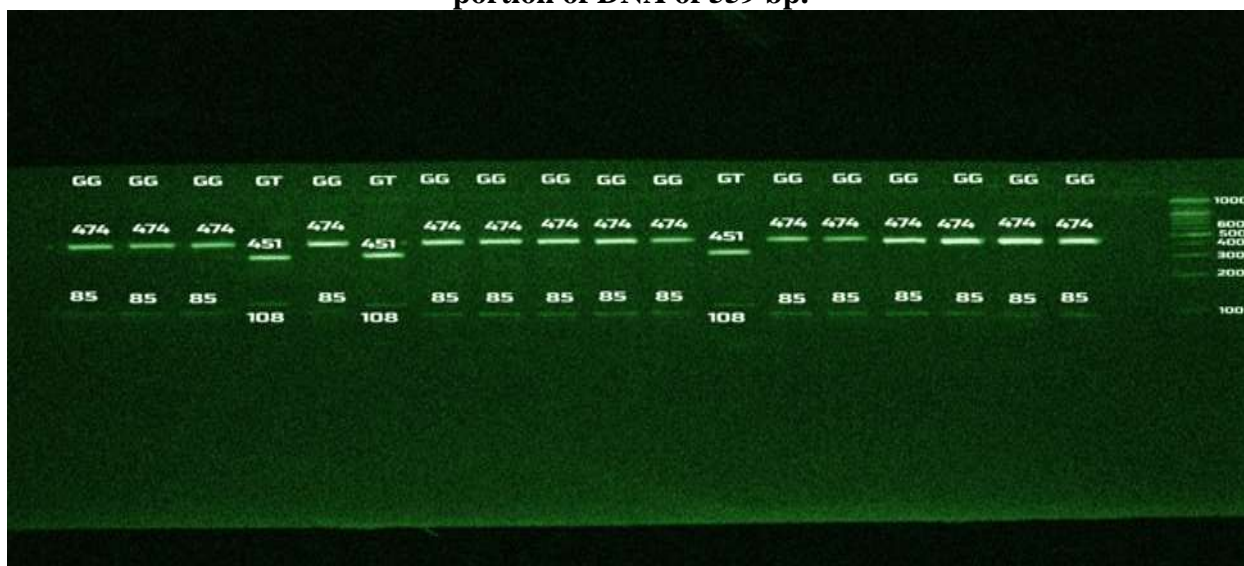 portion of DNA of 559 bp.
GG GG GG GT GG GT GG GG GG GG GG GT GG GG GG GG GG GG
1000
474 474 474 474 474 474 474 474 474 474 474 474 474 474 474
600
500
451 451 451
400
300
200
85 85 85 85 85 85 85 85 85 85 85 85 85 85 85
100
108 108 108